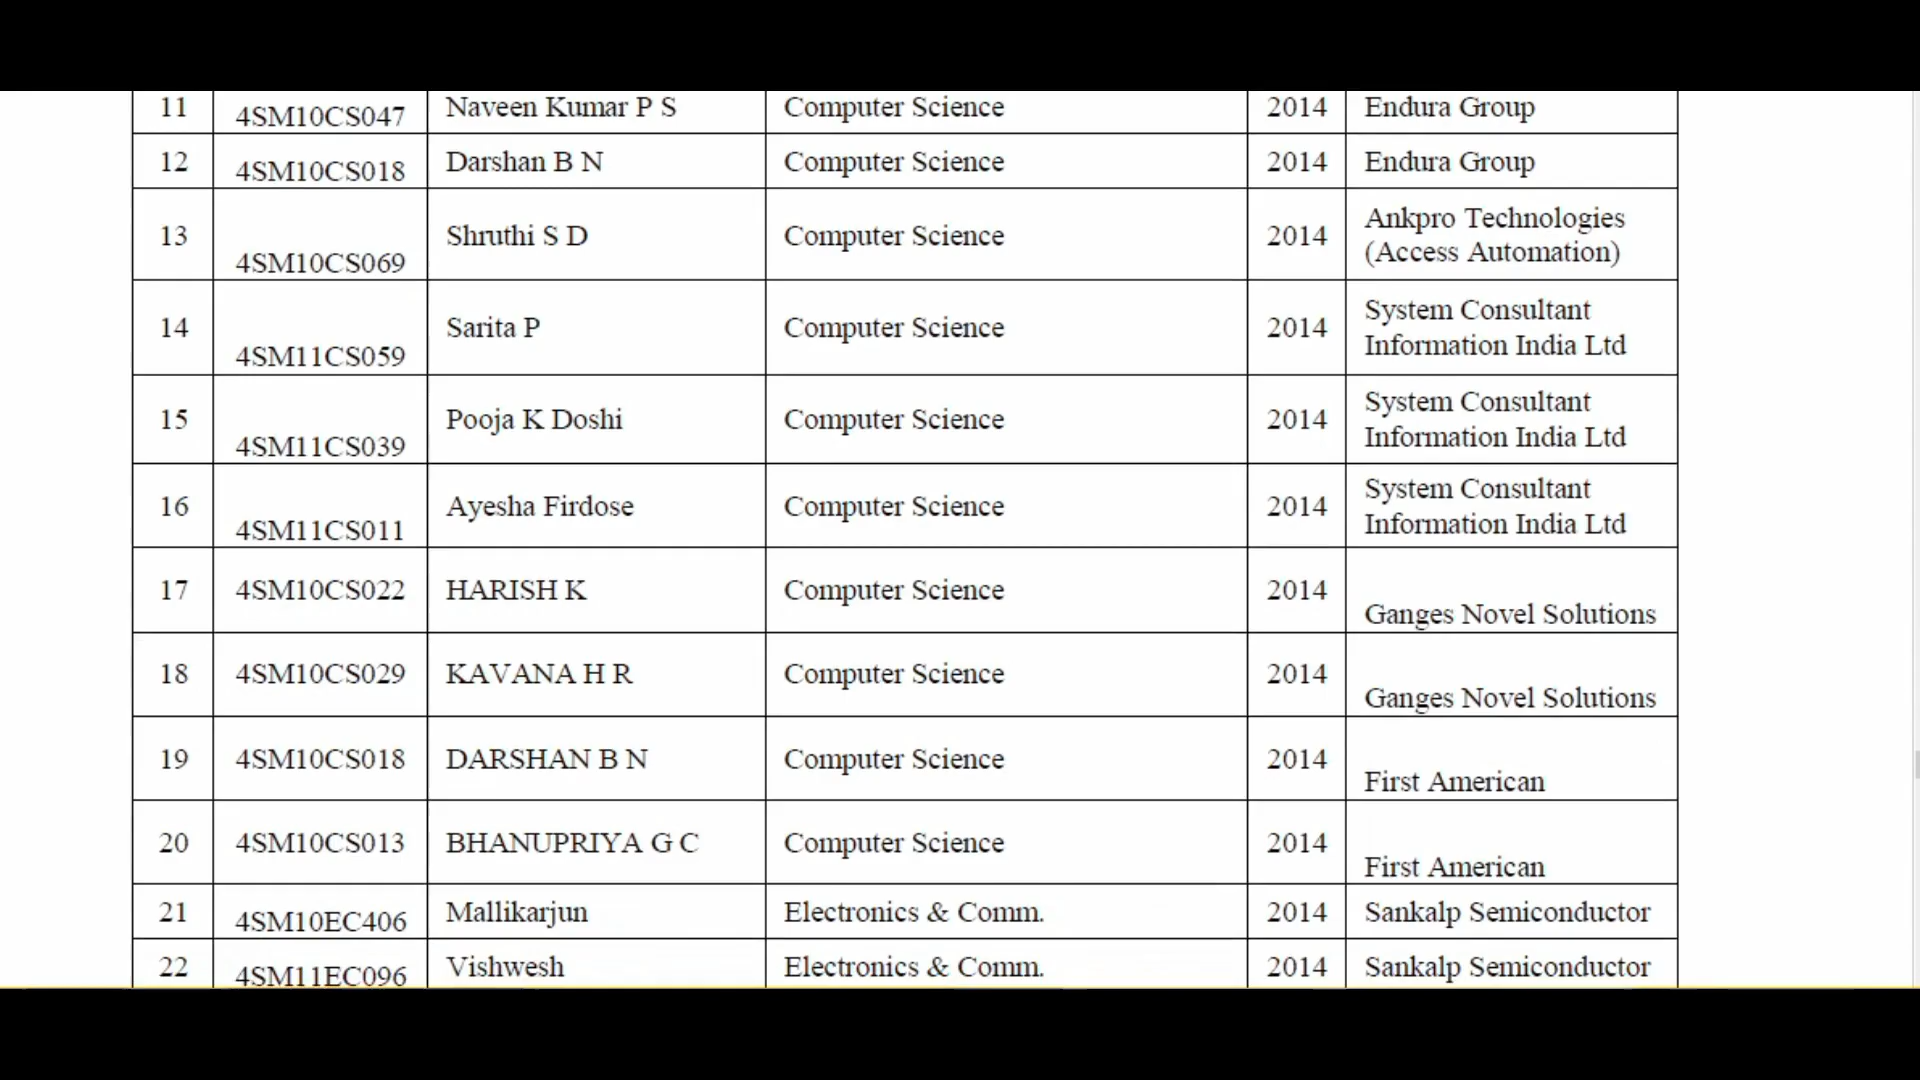 11 4SM10CS047 Naveen Kumar P S Computer Science 2014 Endura Group
12 4SM10CS018 Darshan B N Computer Science 2014 Endura Group
13 4SM10CS069 Shruthi S D Computer Science 2014 Ankpro Technologies
(Access Automation)
14 4SM11CS059 Sarita P Computer Science 2014 System Consultant
Information India Ltd
15 4SM11CS039 Pooja K Doshi Computer Science 2014 System Consultant
Information India Ltd
16 4SM11CS011 Ayesha Firdose Computer Science 2014 System Consultant
Information India Ltd
17 4SM10CS022 HARISH K Computer Science 2014 Ganges Novel Solutions
18 4SM10CS029 KAVANA H R Computer Science 2014 Ganges Novel Solutions
19 4SM10CS018 DARSHAN B N Computer Science 2014 First American
20 4SM10CS013 BHANUPRIYA G C Computer Science 2014 First American
21 4SM10EC406 Mallikarjun Electronics & Comm. 2014 Sankalp Semiconductor
22 4SM11EC096 Vishwesh Electronics & Comm. 2014 Sankalp Semiconductor